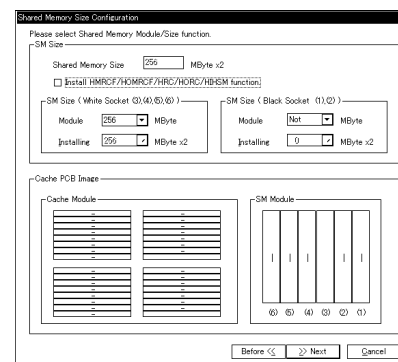 Shared Memory Size Configuration
Please select Shared Memory Module/Size function.
SM Size
Shared Memory Size 256 MByte x2
Install HMRCF/HOMRCF/HRC/HORC/HIHSM function.
SM Size ( White Socket (3),(4),(5),(6) )
Module 256 MByte
Installing 256 MByte x2
SM Size ( Black Socket (1),(2) )
Module Not MByte
Installing 0 MByte x2
Cache PCB Image
Cache Module
SM Module
(6) (5) (4) (3) (2) (1)
Before << >> Next Cancel